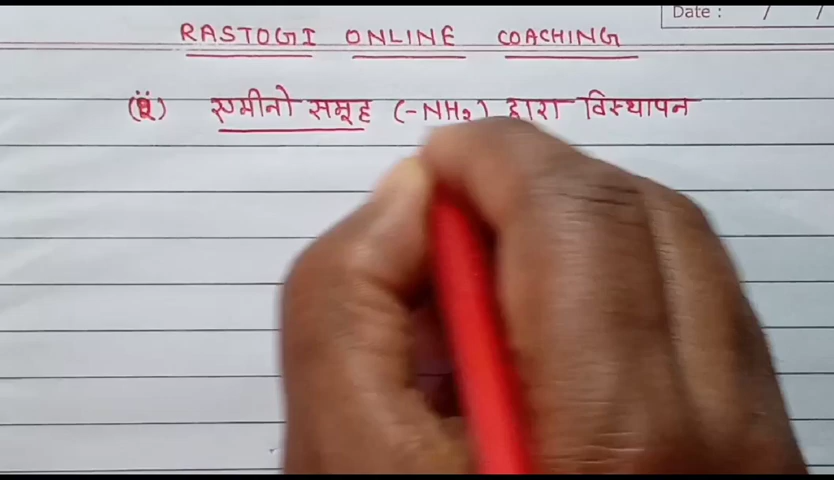 Date : / /
RASTOGI ONLINE COACHING
(ii) एमीनो समूह (-NH₂) द्वारा विस्थापन